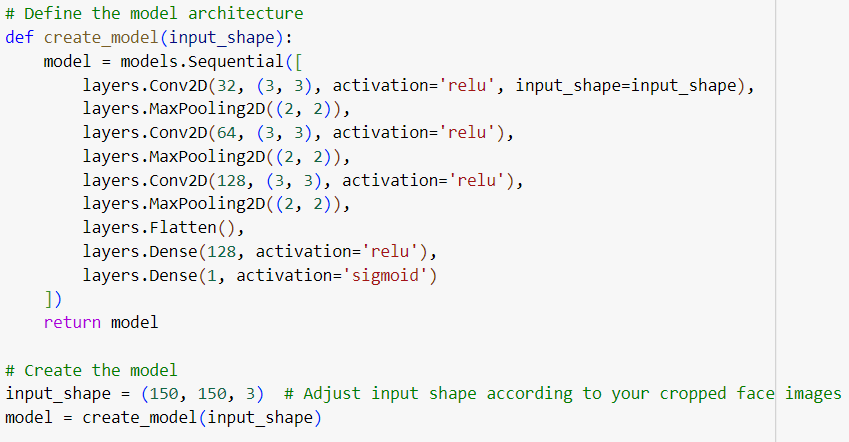 # Define the model architecture
def create_model(input_shape):
    model = models.Sequential([
        layers.Conv2D(32, (3, 3), activation='relu', input_shape=input_shape),
        layers.MaxPooling2D((2, 2)),
        layers.Conv2D(64, (3, 3), activation='relu'),
        layers.MaxPooling2D((2, 2)),
        layers.Conv2D(128, (3, 3), activation='relu'),
        layers.MaxPooling2D((2, 2)),
        layers.Flatten(),
        layers.Dense(128, activation='relu'),
        layers.Dense(1, activation='sigmoid')
    ])
    return model

# Create the model
input_shape = (150, 150, 3)  # Adjust input shape according to your cropped face images
model = create_model(input_shape)